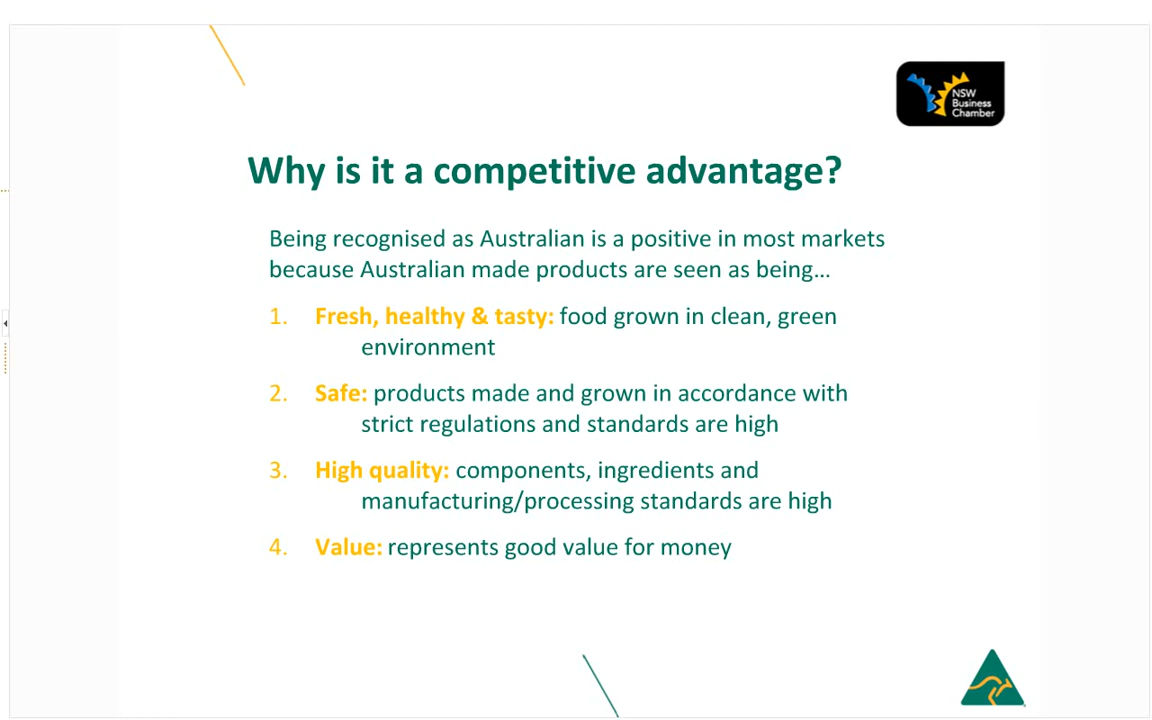 NSW
Business
Chamber
Why is it a competitive advantage?
Being recognised as Australian is a positive in most markets
because Australian made products are seen as being...
1. Fresh, healthy & tasty: food grown in clean, green
environment
2. Safe: products made and grown in accordance with
strict regulations and standards are high
3. High quality: components, ingredients and
manufacturing/processing standards are high
4. Value: represents good value for money